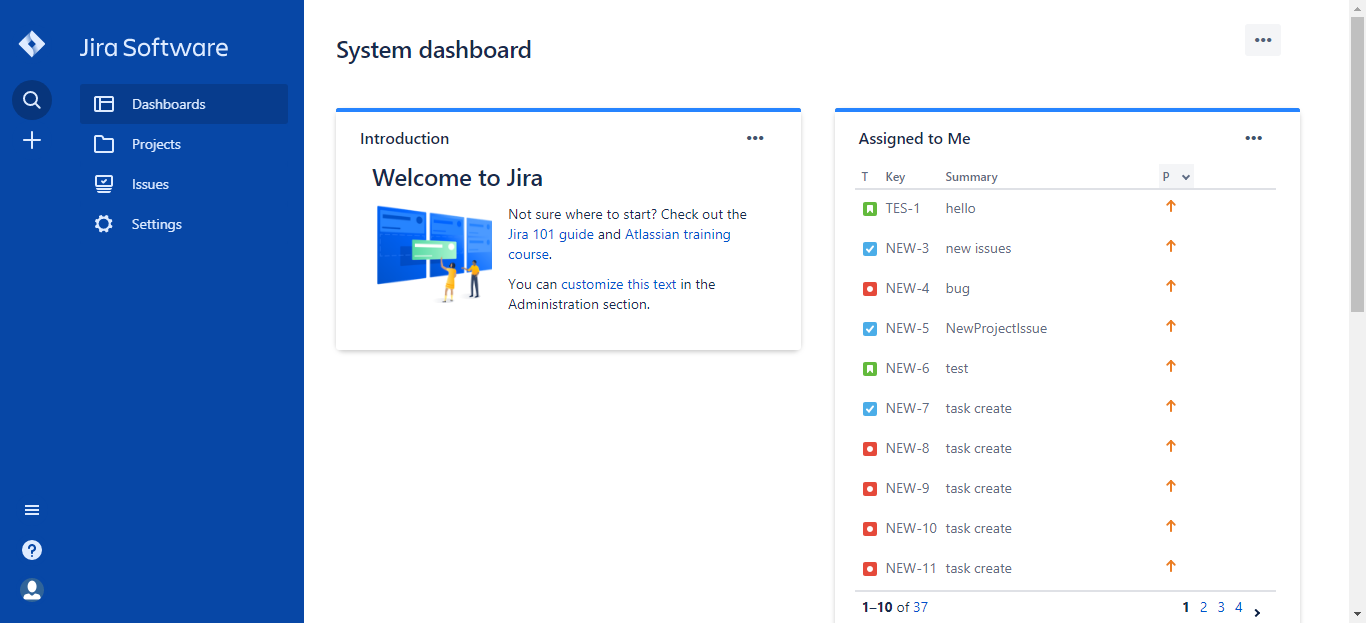 Jira Software
Dashboards
Projects
Issues
Settings
System dashboard
Introduction
Welcome to Jira
Not sure where to start? Check out the
Jira 101 guide and Atlassian training
course.
You can customize this text in the
Administration section.
Assigned to Me
T Key Summary P
TES-1 hello
NEW-3 new issues
NEW-4 bug
NEW-5 NewProjectIssue
NEW-6 test
NEW-7 task create
NEW-8 task create
NEW-9 task create
NEW-10 task create
NEW-11 task create
1–10 of 37 1 2 3 4